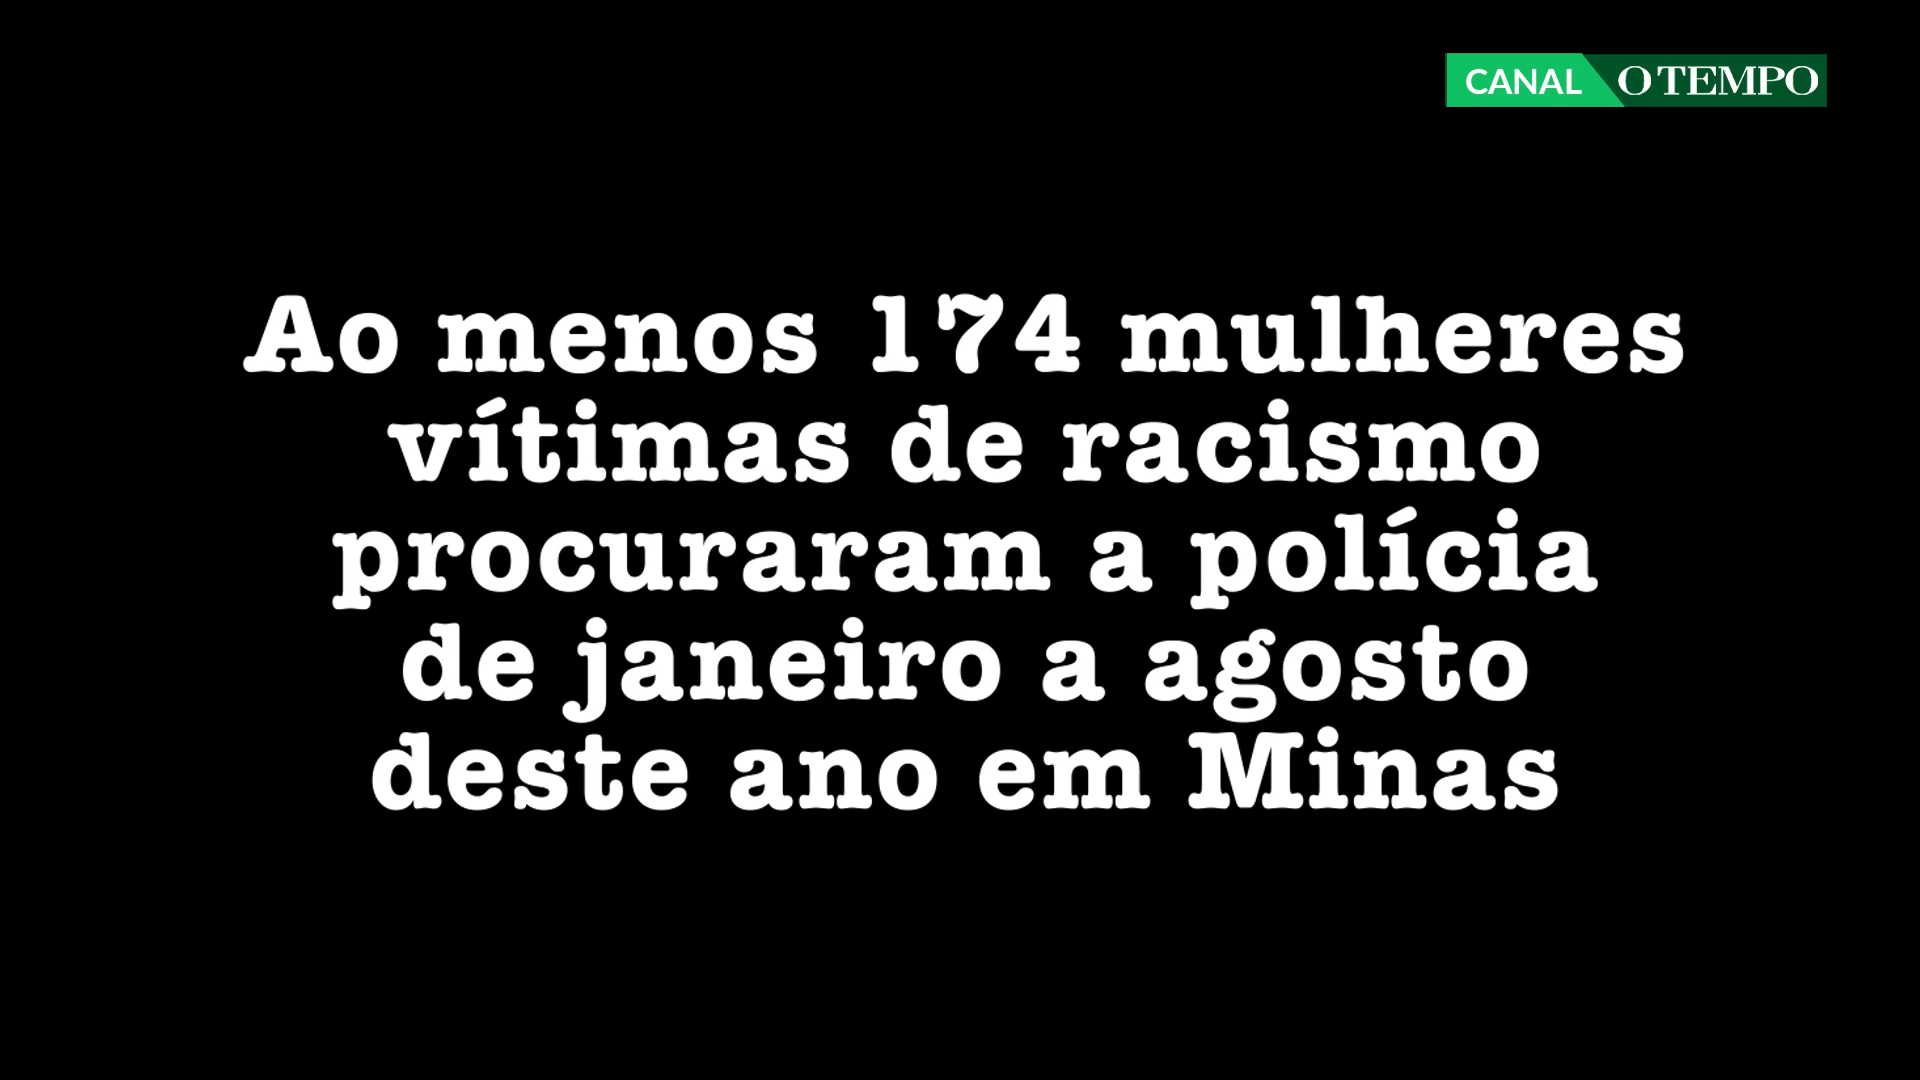 CANAL O TEMPO
Ao menos 174 mulheres
vítimas de racismo
procuraram a polícia
de janeiro a agosto
deste ano em Minas